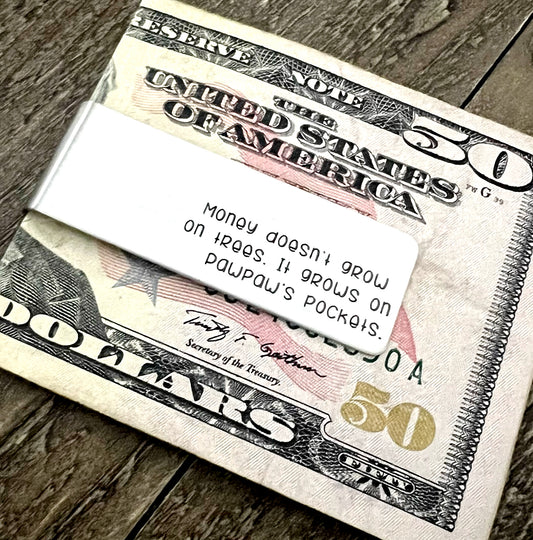 RESERVE NOTE
THE
UNITED STATES
OF AMERICA
50
G
Money doesn't grow
on trees. It grows on
pawpaw's pockets.
A
Secretary of the Treasury.
DOLLARS
50
FIFTY